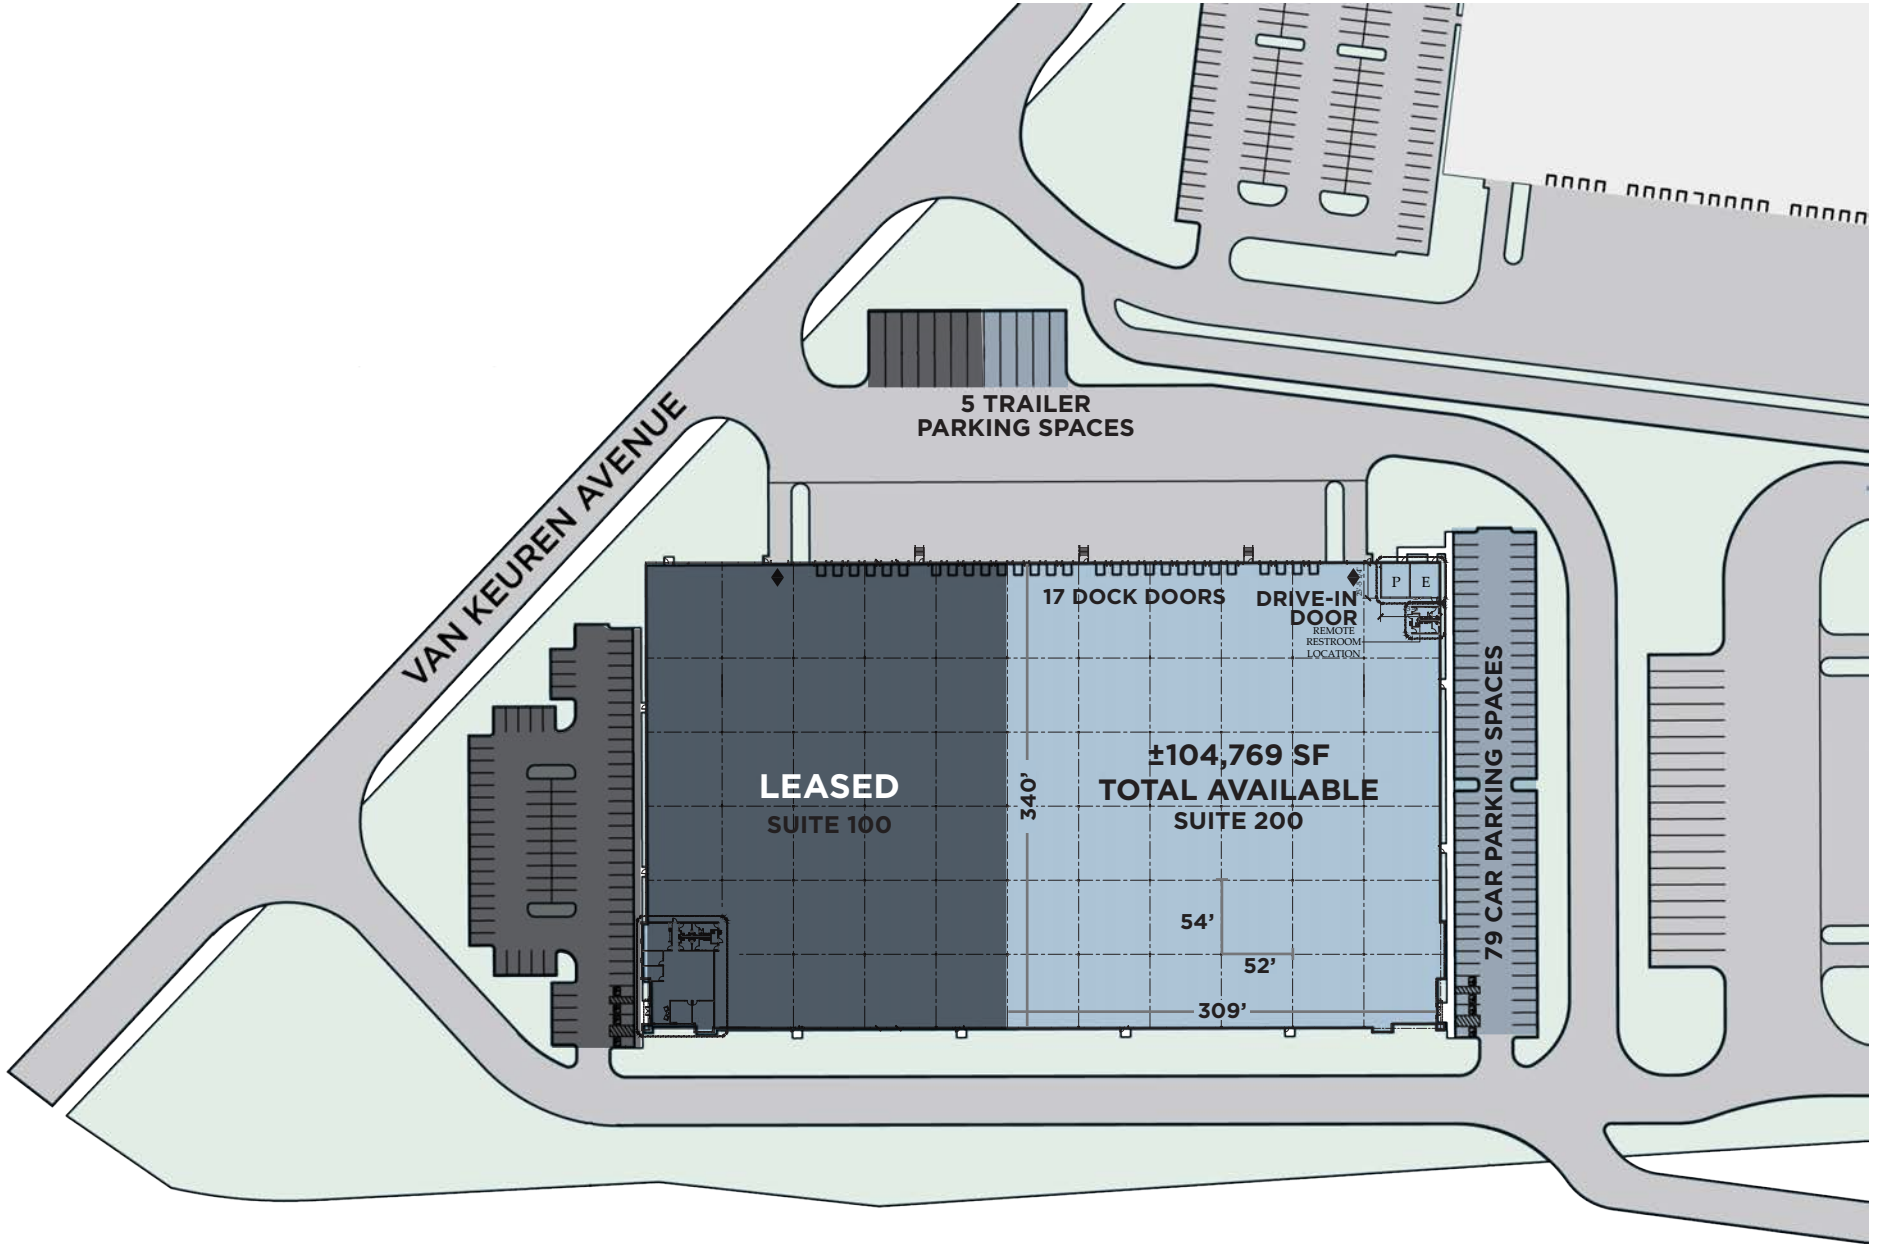 5 TRAILER
PARKING SPACES
VAN KEUREN AVENUE
P E
17 DOCK DOORS
DRIVE-IN
DOOR
REMOTE
RESTROOM
LOCATION
79 CAR PARKING SPACES
LEASED
SUITE 100
340’
±104,769 SF
TOTAL AVAILABLE
SUITE 200
54’
52’
309’